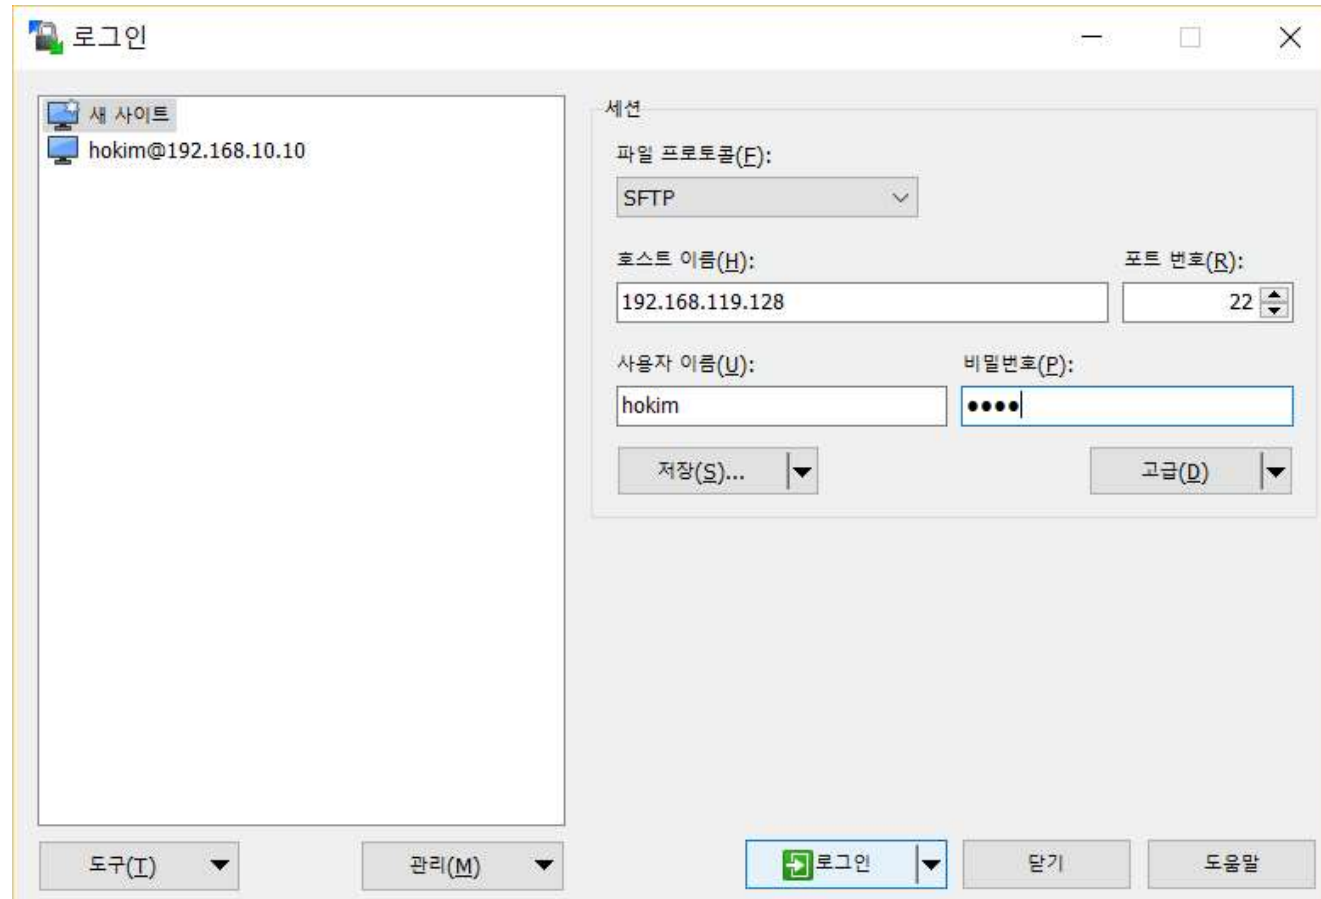 로그인
새 사이트
hokim@192.168.10.10
세션
파일 프로토콜(F):
SFTP
호스트 이름(H): 포트 번호(R):
192.168.119.128 22
사용자 이름(U): 비밀번호(P):
hokim ●●●●
저장(S)... 고급(D)
도구(T) 관리(M) 로그인 닫기 도움말